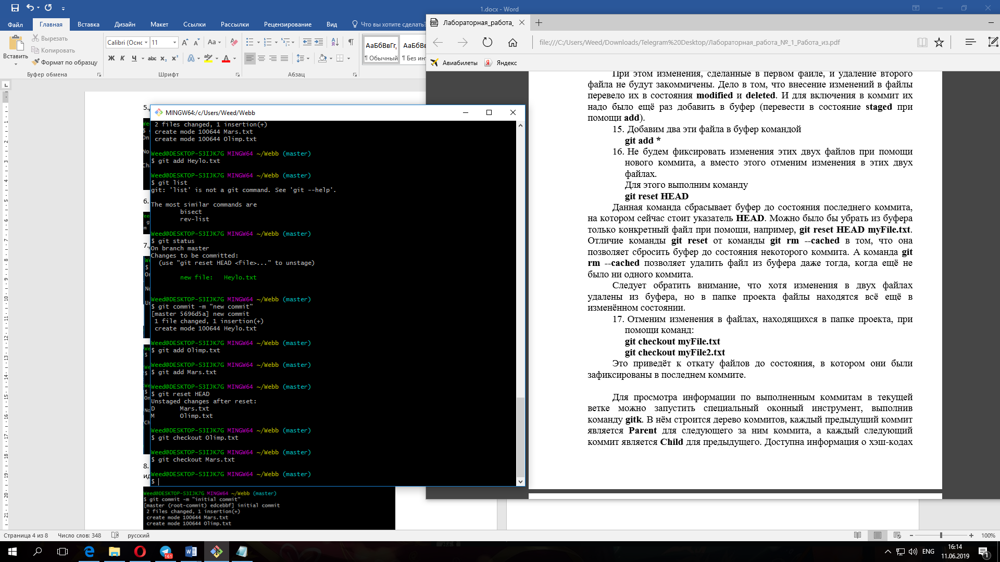 1.docx - Word
Файл
Главная
Вставка
Дизайн
Макет
Ссылки
Рассылки
Рецензирование
Вид
Что вы хотите сделать?
Вставить
Вырезать
Копировать
Формат по образцу
Буфер обмена
Calibri (Оснс
11
Шрифт
Абзац
АаБбВвГг,
¶ Обычный
АаБбВв
¶ Без инт
Лабораторная_работа_
file:///C:/Users/Weed/Downloads/Telegram%20Desktop/Лабораторная_работа_№_1_Работа_из.pdf
Авиабилеты
Яндекс
При этом изменения, сделанные в первом файле, и удаление второго
файла не будут закоммичены. Дело в том, что внесение изменений в файлы
перевело их в состояния modified и deleted. И для включения в коммит их
надо было ещё раз добавить в буфер (перевести в состояние staged при
помощи add).
15. Добавим два эти файла в буфер командой
git add *
16. Не будем фиксировать изменения этих двух файлов при помощи
нового коммита, а вместо этого отменим изменения в этих двух
файлах.
Для этого выполним команду
git reset HEAD
Данная команда сбрасывает буфер до состояния последнего коммита,
на котором сейчас стоит указатель HEAD. Можно было бы убрать из буфера
только конкретный файл при помощи, например, git reset HEAD myFile.txt.
Отличие команды git reset от команды git rm --cached в том, что она
позволяет сбросить буфер до состояния некоторого коммита. А команда git
rm --cached позволяет удалить файл из буфера даже тогда, когда ещё не
было ни одного коммита.
Следует обратить внимание, что хотя изменения в двух файлах
удалены из буфера, но в папке проекта файлы находятся всё ещё в
изменённом состоянии.
17. Отменим изменения в файлах, находящихся в папке проекта, при
помощи команд:
git checkout myFile.txt
git checkout myFile2.txt
Это приведёт к откату файлов до состояния, в котором они были
зафиксированы в последнем коммите.
Для просмотра информации по выполненным коммитам в текущей
ветке можно запустить специальный оконный инструмент, выполнив
команду gitk. В нём строится дерево коммитов, каждый предыдущий коммит
является Parent для следующего за ним коммита, а каждый следующий
коммит является Child для предыдущего. Доступна информация о хэш-кодах
MINGW64:/c/Users/Weed/Webb
2 files changed, 1 insertion(+)
create mode 100644 Mars.txt
create mode 100644 Olimp.txt
Weed@DESKTOP-S3IJK7G MINGW64 ~/Webb (master)
$ git add Heylo.txt
Weed@DESKTOP-S3IJK7G MINGW64 ~/Webb (master)
$ git list
git: 'list' is not a git command. See 'git --help'.
The most similar commands are
bisect
rev-list
Weed@DESKTOP-S3IJK7G MINGW64 ~/Webb (master)
$ git status
On branch master
Changes to be committed:
(use "git reset HEAD <file>..." to unstage)
new file:   Heylo.txt
Weed@DESKTOP-S3IJK7G MINGW64 ~/Webb (master)
$ git commit -m "new commit"
[master 5696d5a] new commit
1 file changed, 1 insertion(+)
create mode 100644 Heylo.txt
Weed@DESKTOP-S3IJK7G MINGW64 ~/Webb (master)
$ git add Olimp.txt
Weed@DESKTOP-S3IJK7G MINGW64 ~/Webb (master)
$ git add Mars.txt
Weed@DESKTOP-S3IJK7G MINGW64 ~/Webb (master)
$ git reset HEAD
Unstaged changes after reset:
D       Mars.txt
M       Olimp.txt
Weed@DESKTOP-S3IJK7G MINGW64 ~/Webb (master)
$ git checkout Olimp.txt
Weed@DESKTOP-S3IJK7G MINGW64 ~/Webb (master)
$ git checkout Mars.txt
Weed@DESKTOP-S3IJK7G MINGW64 ~/Webb (master)
$
5.
6.
7.
8.
Weed@DESKTOP-S3IJK7G MINGW64 ~/Webb (master)
$ git commit -m "initial commit"
[master (root-commit) edcebbf] initial commit
2 files changed, 1 insertion(+)
create mode 100644 Mars.txt
create mode 100644 Olimp.txt
Страница 4 из 8
Число слов: 348
русский
100%
161
ENG
16:14
11.06.2019
1